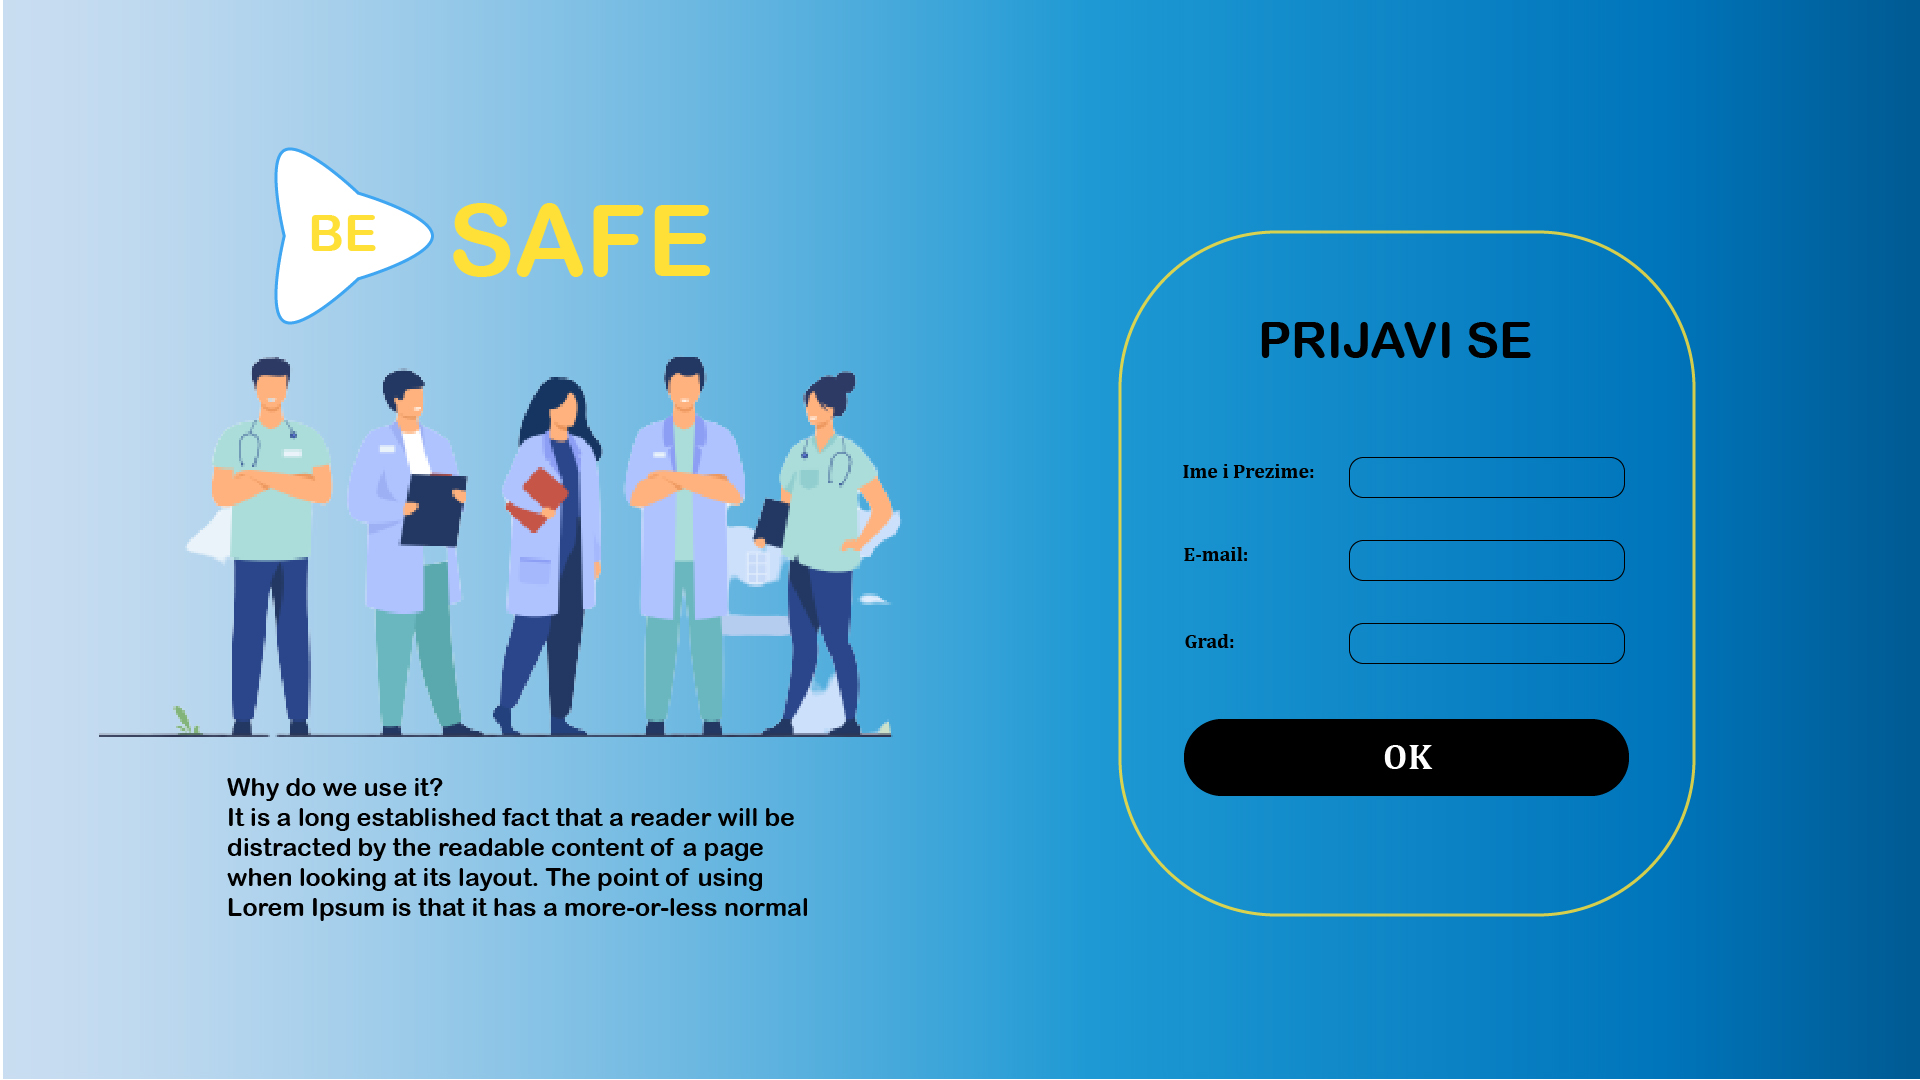 BE
SAFE
Why do we use it?
It is a long established fact that a reader will be
distracted by the readable content of a page
when looking at its layout. The point of using
Lorem Ipsum is that it has a more-or-less normal
PRIJAVI SE
Ime i Prezime:
E-mail:
Grad:
OK